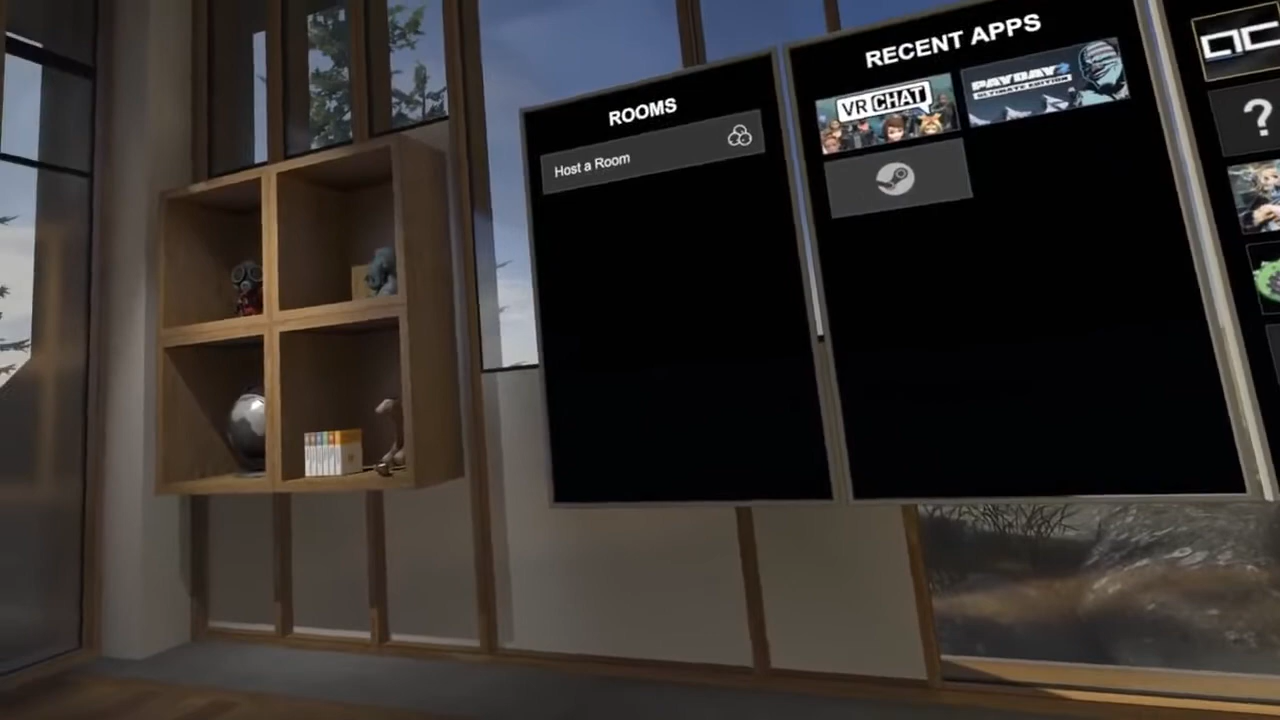 ROOMS
Host a Room
RECENT APPS
VR CHAT
PAYDAY 2
ULTIMATE EDITION
?